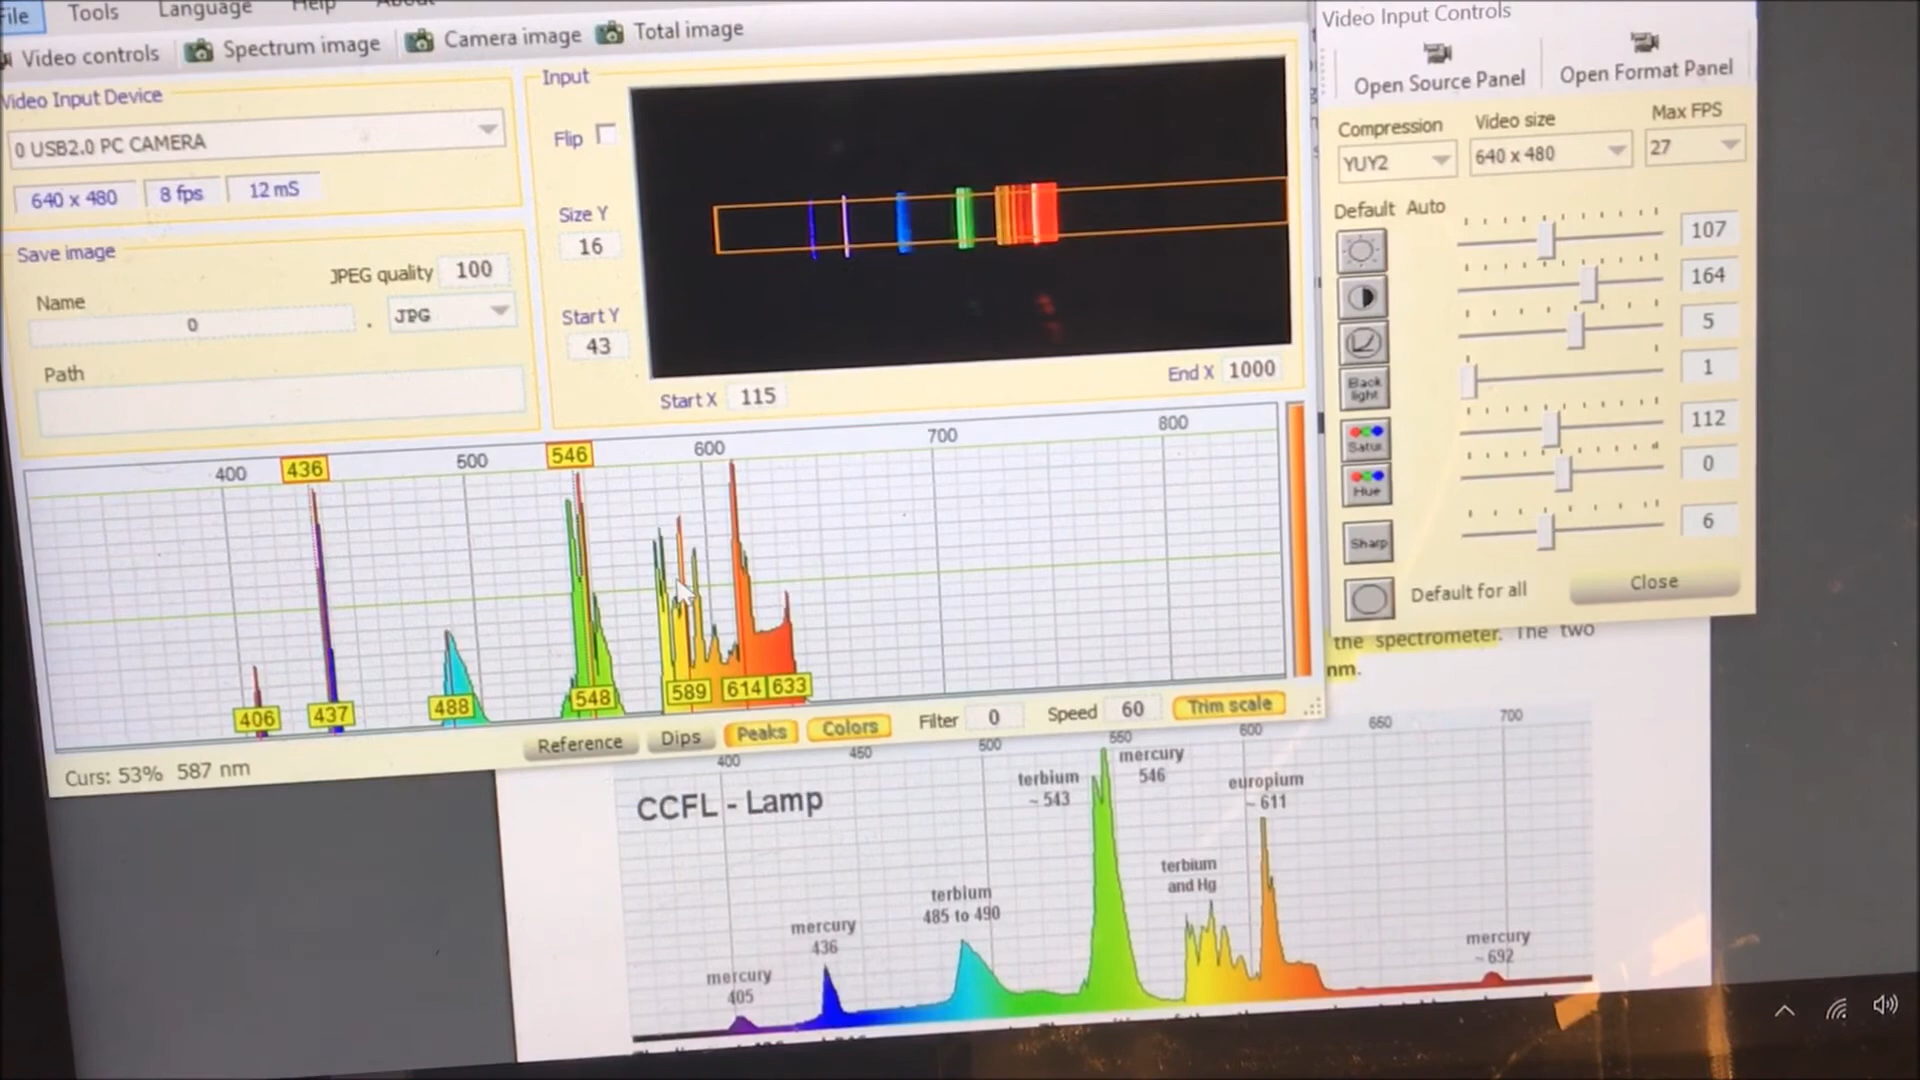 File Tools Language Help About
Video controls Spectrum image Camera image Total image
Video Input Device
0 USB2.0 PC CAMERA
640 x 480 8 fps 12 mS
Save image
JPEG quality 100
Name
0 . JPG
Path
Input
Flip
Size Y
16
Start Y
43
Start X 115
End X 1000
400 436 500 546 600 700 800
406 437 488 548 589 614 633
Reference Dips Peaks Colors Filter 0 Speed 60 Trim scale
Curs: 53% 587 nm
Video Input Controls
Open Source Panel Open Format Panel
Compression Video size Max FPS
YUY2 640 x 480 27
Default Auto
107
164
5
Back light 1
Satur 112
Hue 0
Sharp 6
Default for all Close
the spectrometer. The two
nm.
400 450 500 550 600 650 700
CCFL - Lamp
mercury
405
mercury
436
terbium
485 to 490
terbium
~ 543
mercury
546
terbium
and Hg
europium
~ 611
mercury
~ 692